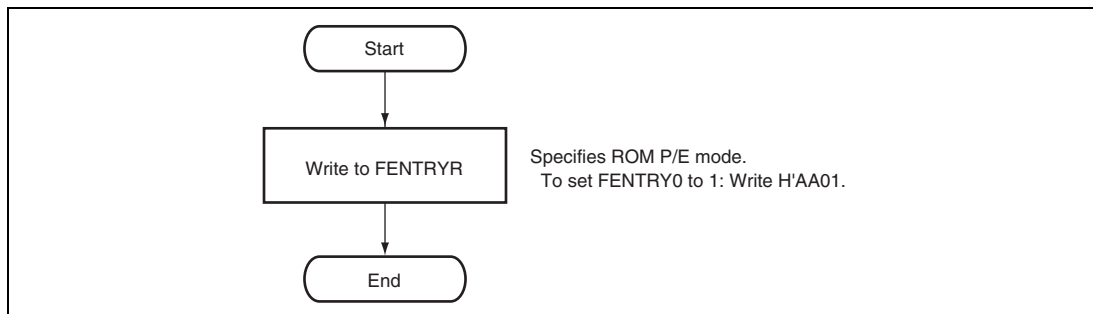 Start
Write to FENTRYR
Specifies ROM P/E mode.
To set FENTRY0 to 1: Write H'AA01.
End